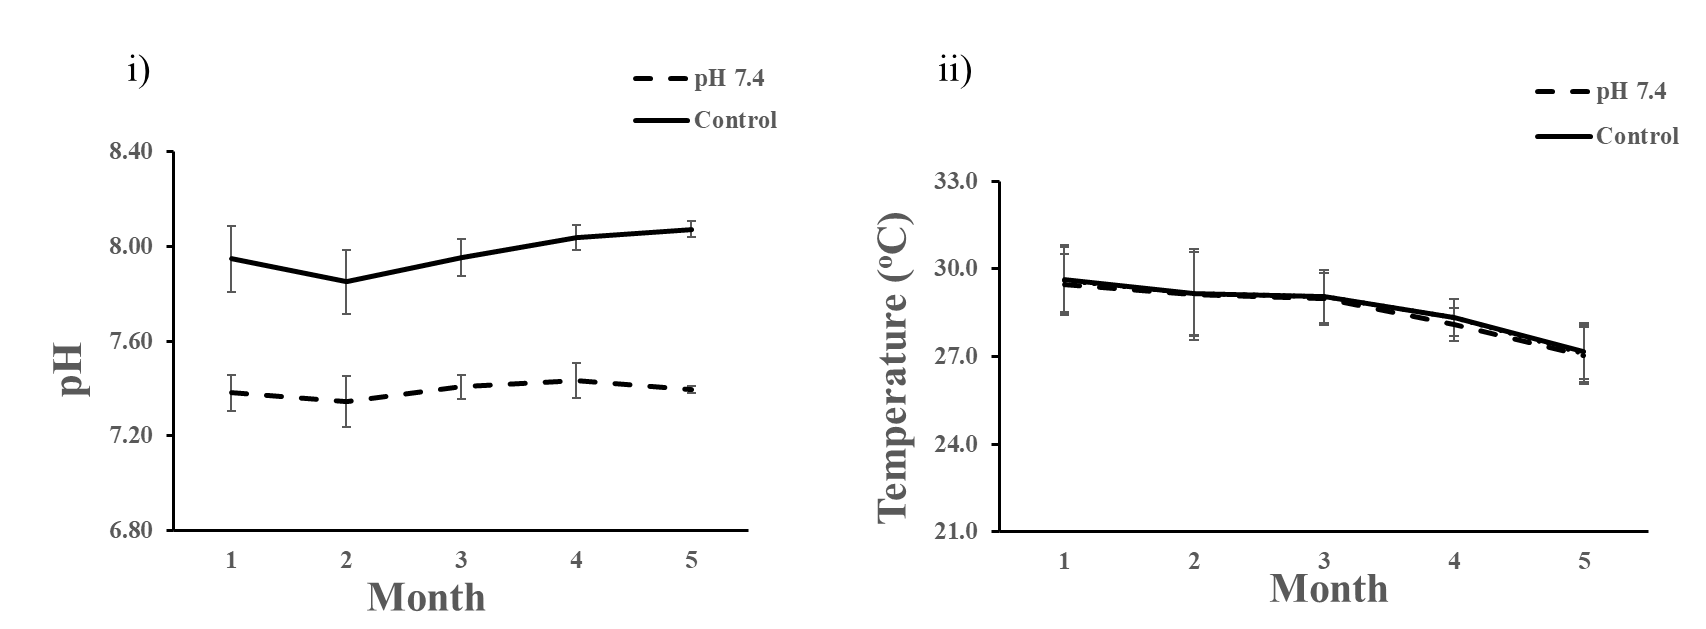 i)
pH 7.4
Control
8.40
8.00
7.60
7.20
6.80
pH
1 2 3 4 5
Month
ii)
pH 7.4
Control
33.0
30.0
27.0
24.0
21.0
Temperature (ºC)
1 2 3 4 5
Month